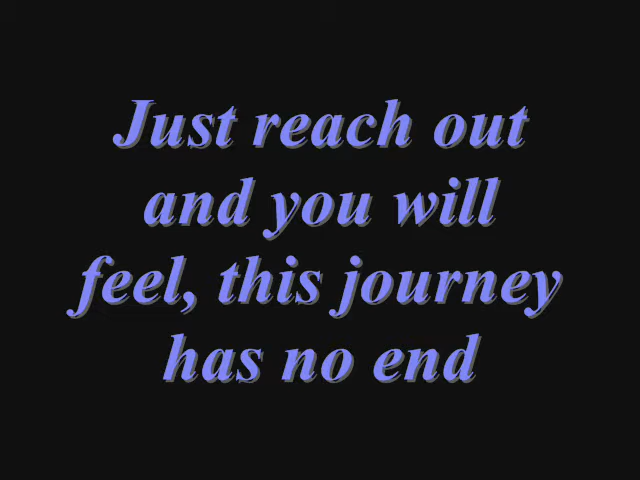 Just reach out
and you will
feel, this journey
has no end